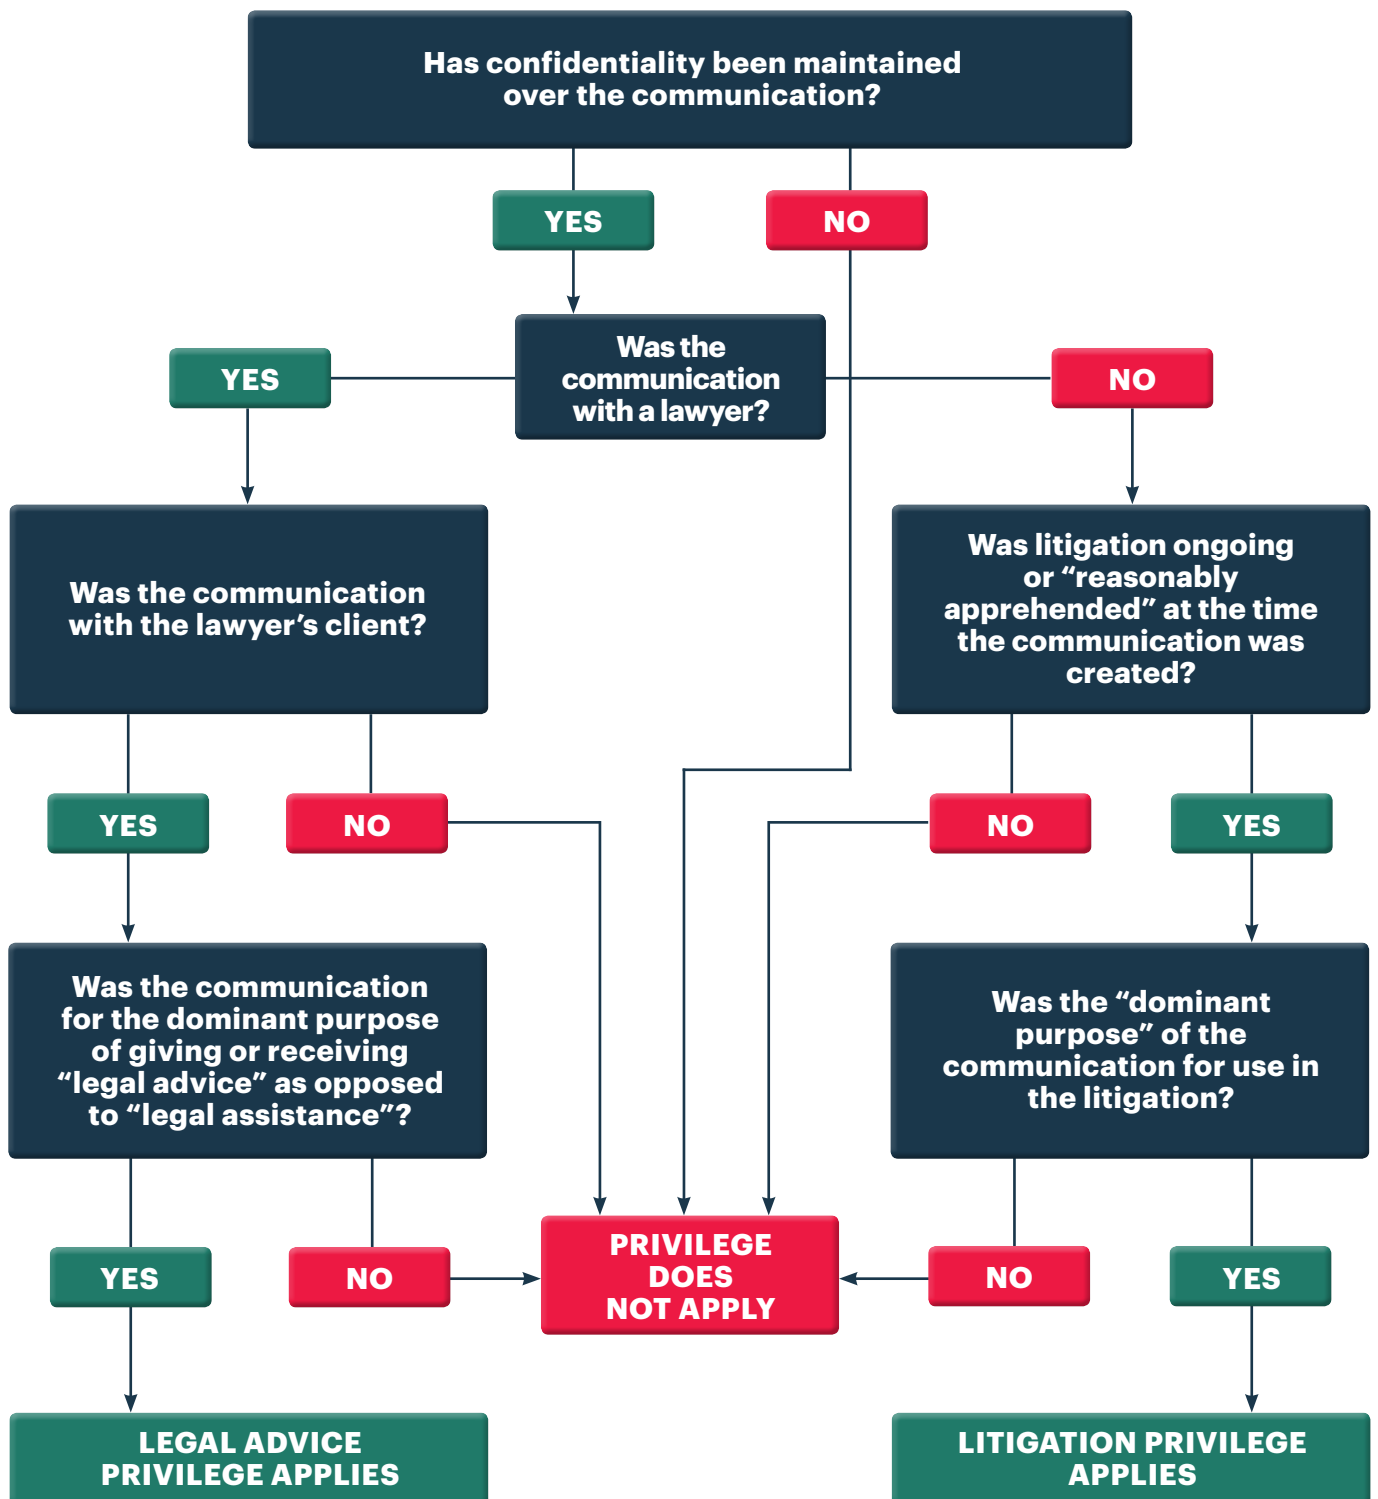 Has confidentiality been maintained
over the communication?
YES
NO
Was the
communication
with a lawyer?
YES
NO
Was the communication
with the lawyer’s client?
Was litigation ongoing
or “reasonably
apprehended” at the time
the communication was
created?
YES
NO
NO
YES
Was the communication
for the dominant purpose
of giving or receiving
“legal advice” as opposed
to “legal assistance”?
Was the “dominant
purpose” of the
communication for use in
the litigation?
YES
NO
PRIVILEGE
DOES
NOT APPLY
NO
YES
LEGAL ADVICE
PRIVILEGE APPLIES
LITIGATION PRIVILEGE
APPLIES